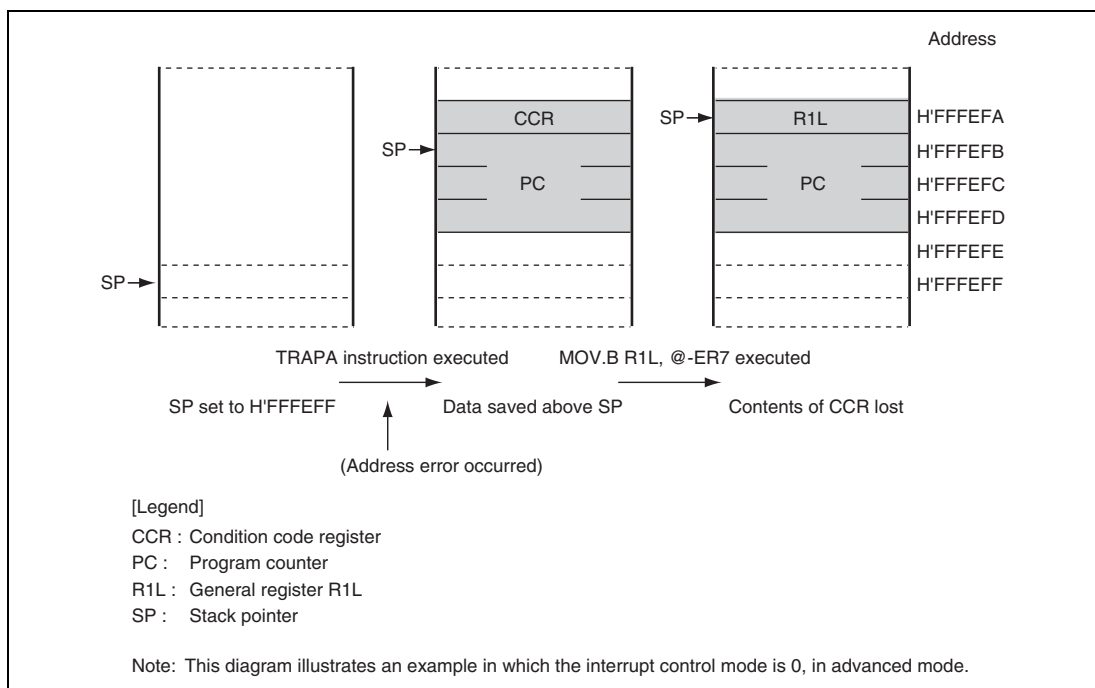 Address
CCR
SP
R1L
H'FFFEFA
SP
H'FFFEFB
PC
PC
H'FFFEFC
H'FFFEFD
H'FFFEFE
SP
H'FFFEFF
TRAPA instruction executed
MOV.B R1L, @-ER7 executed
SP set to H'FFFEFF
Data saved above SP
Contents of CCR lost
(Address error occurred)
[Legend]
CCR : Condition code register
PC : Program counter
R1L : General register R1L
SP : Stack pointer
Note: This diagram illustrates an example in which the interrupt control mode is 0, in advanced mode.